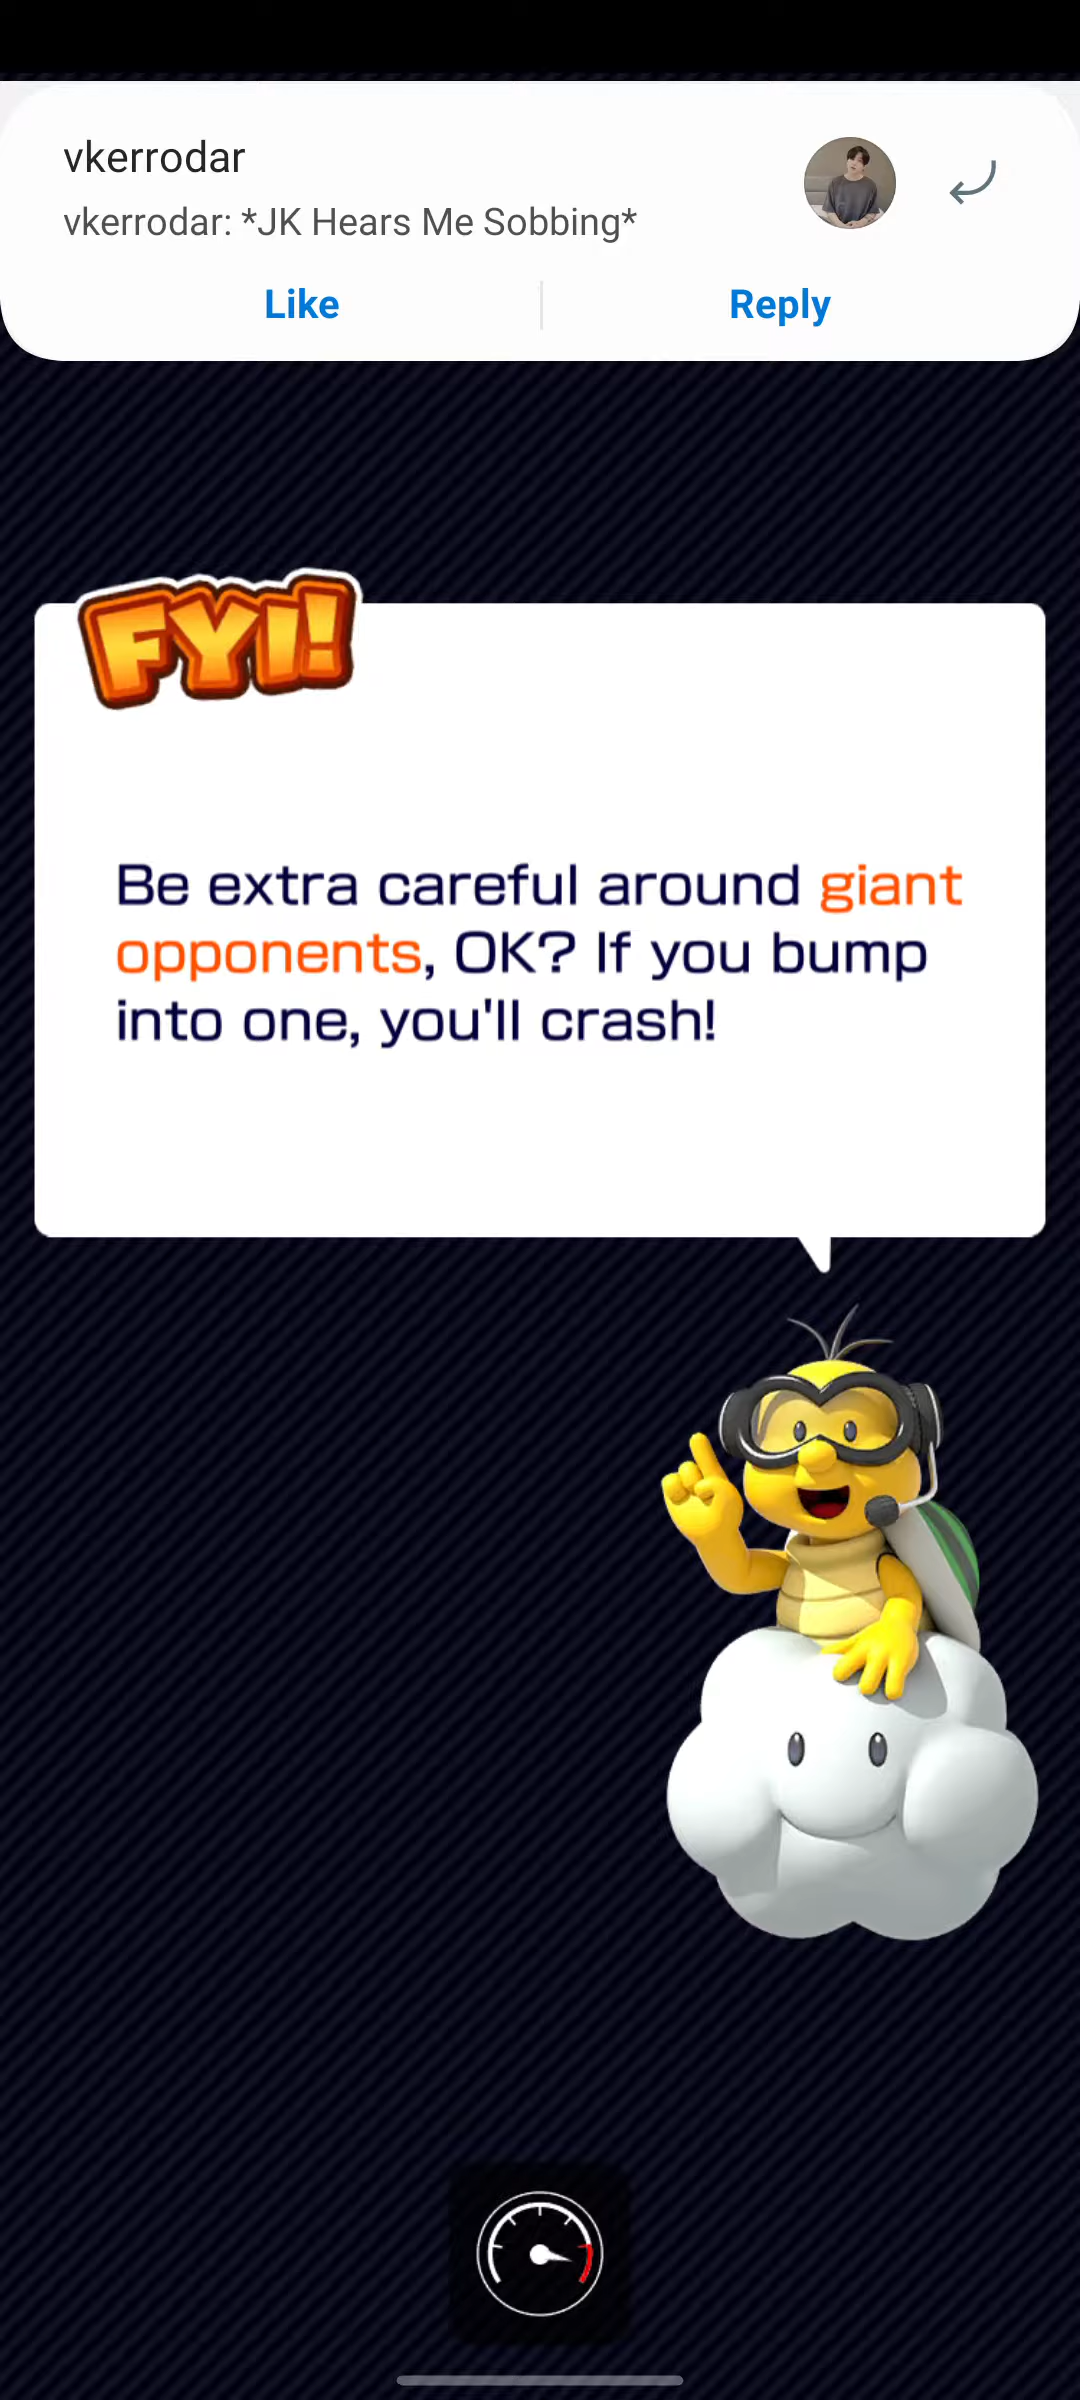 vkerrodar
vkerrodar: *JK Hears Me Sobbing*
Like
Reply
FYI!
Be extra careful around giant
opponents, OK? If you bump
into one, you'll crash!